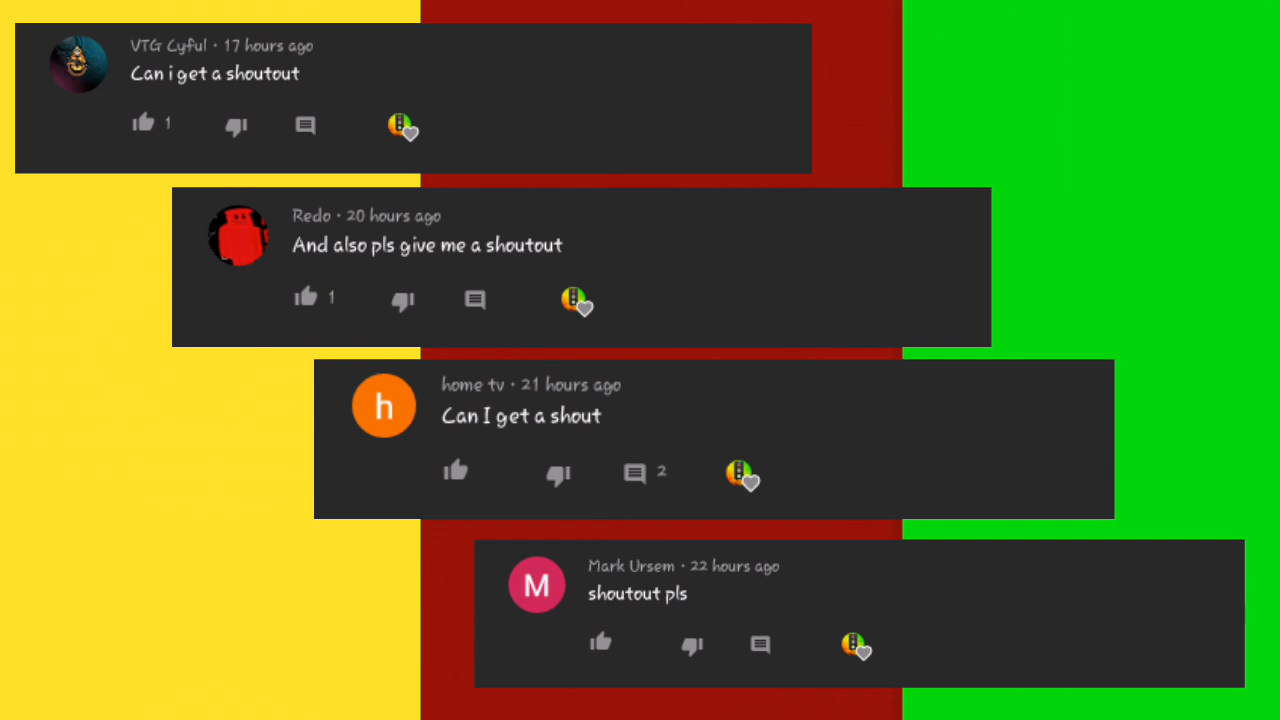 VTG Cyful · 17 hours ago
Can i get a shoutout
1
Redo · 20 hours ago
And also pls give me a shoutout
1
h
home tv · 21 hours ago
Can I get a shout
2
M
Mark Ursem · 22 hours ago
shoutout pls